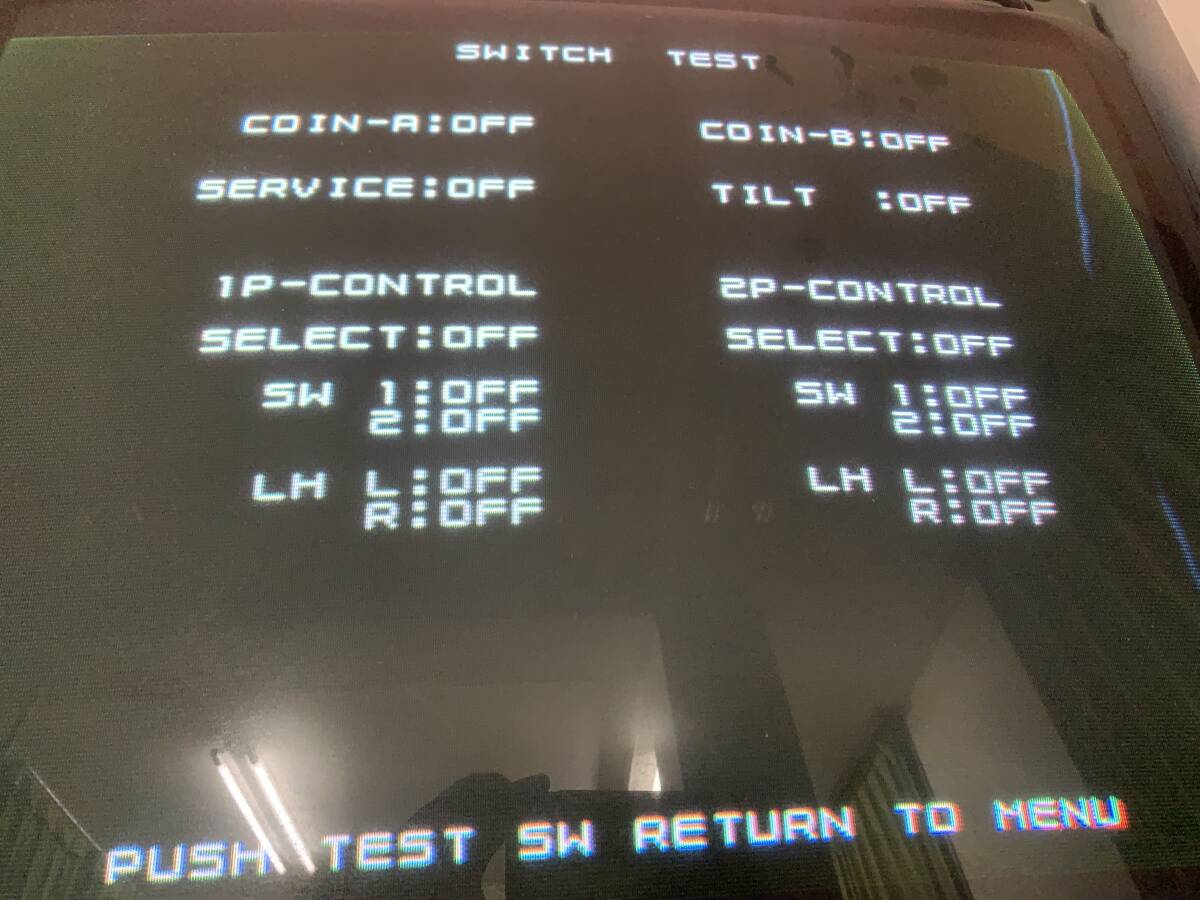 SWITCH TEST
COIN-A:OFF COIN-B:OFF
SERVICE:OFF TILT :OFF
1P-CONTROL 2P-CONTROL
SELECT:OFF SELECT:OFF
SW 1:OFF SW 1:OFF
2:OFF 2:OFF
LH L:OFF LH L:OFF
R:OFF R:OFF
PUSH TEST SW RETURN TO MENU